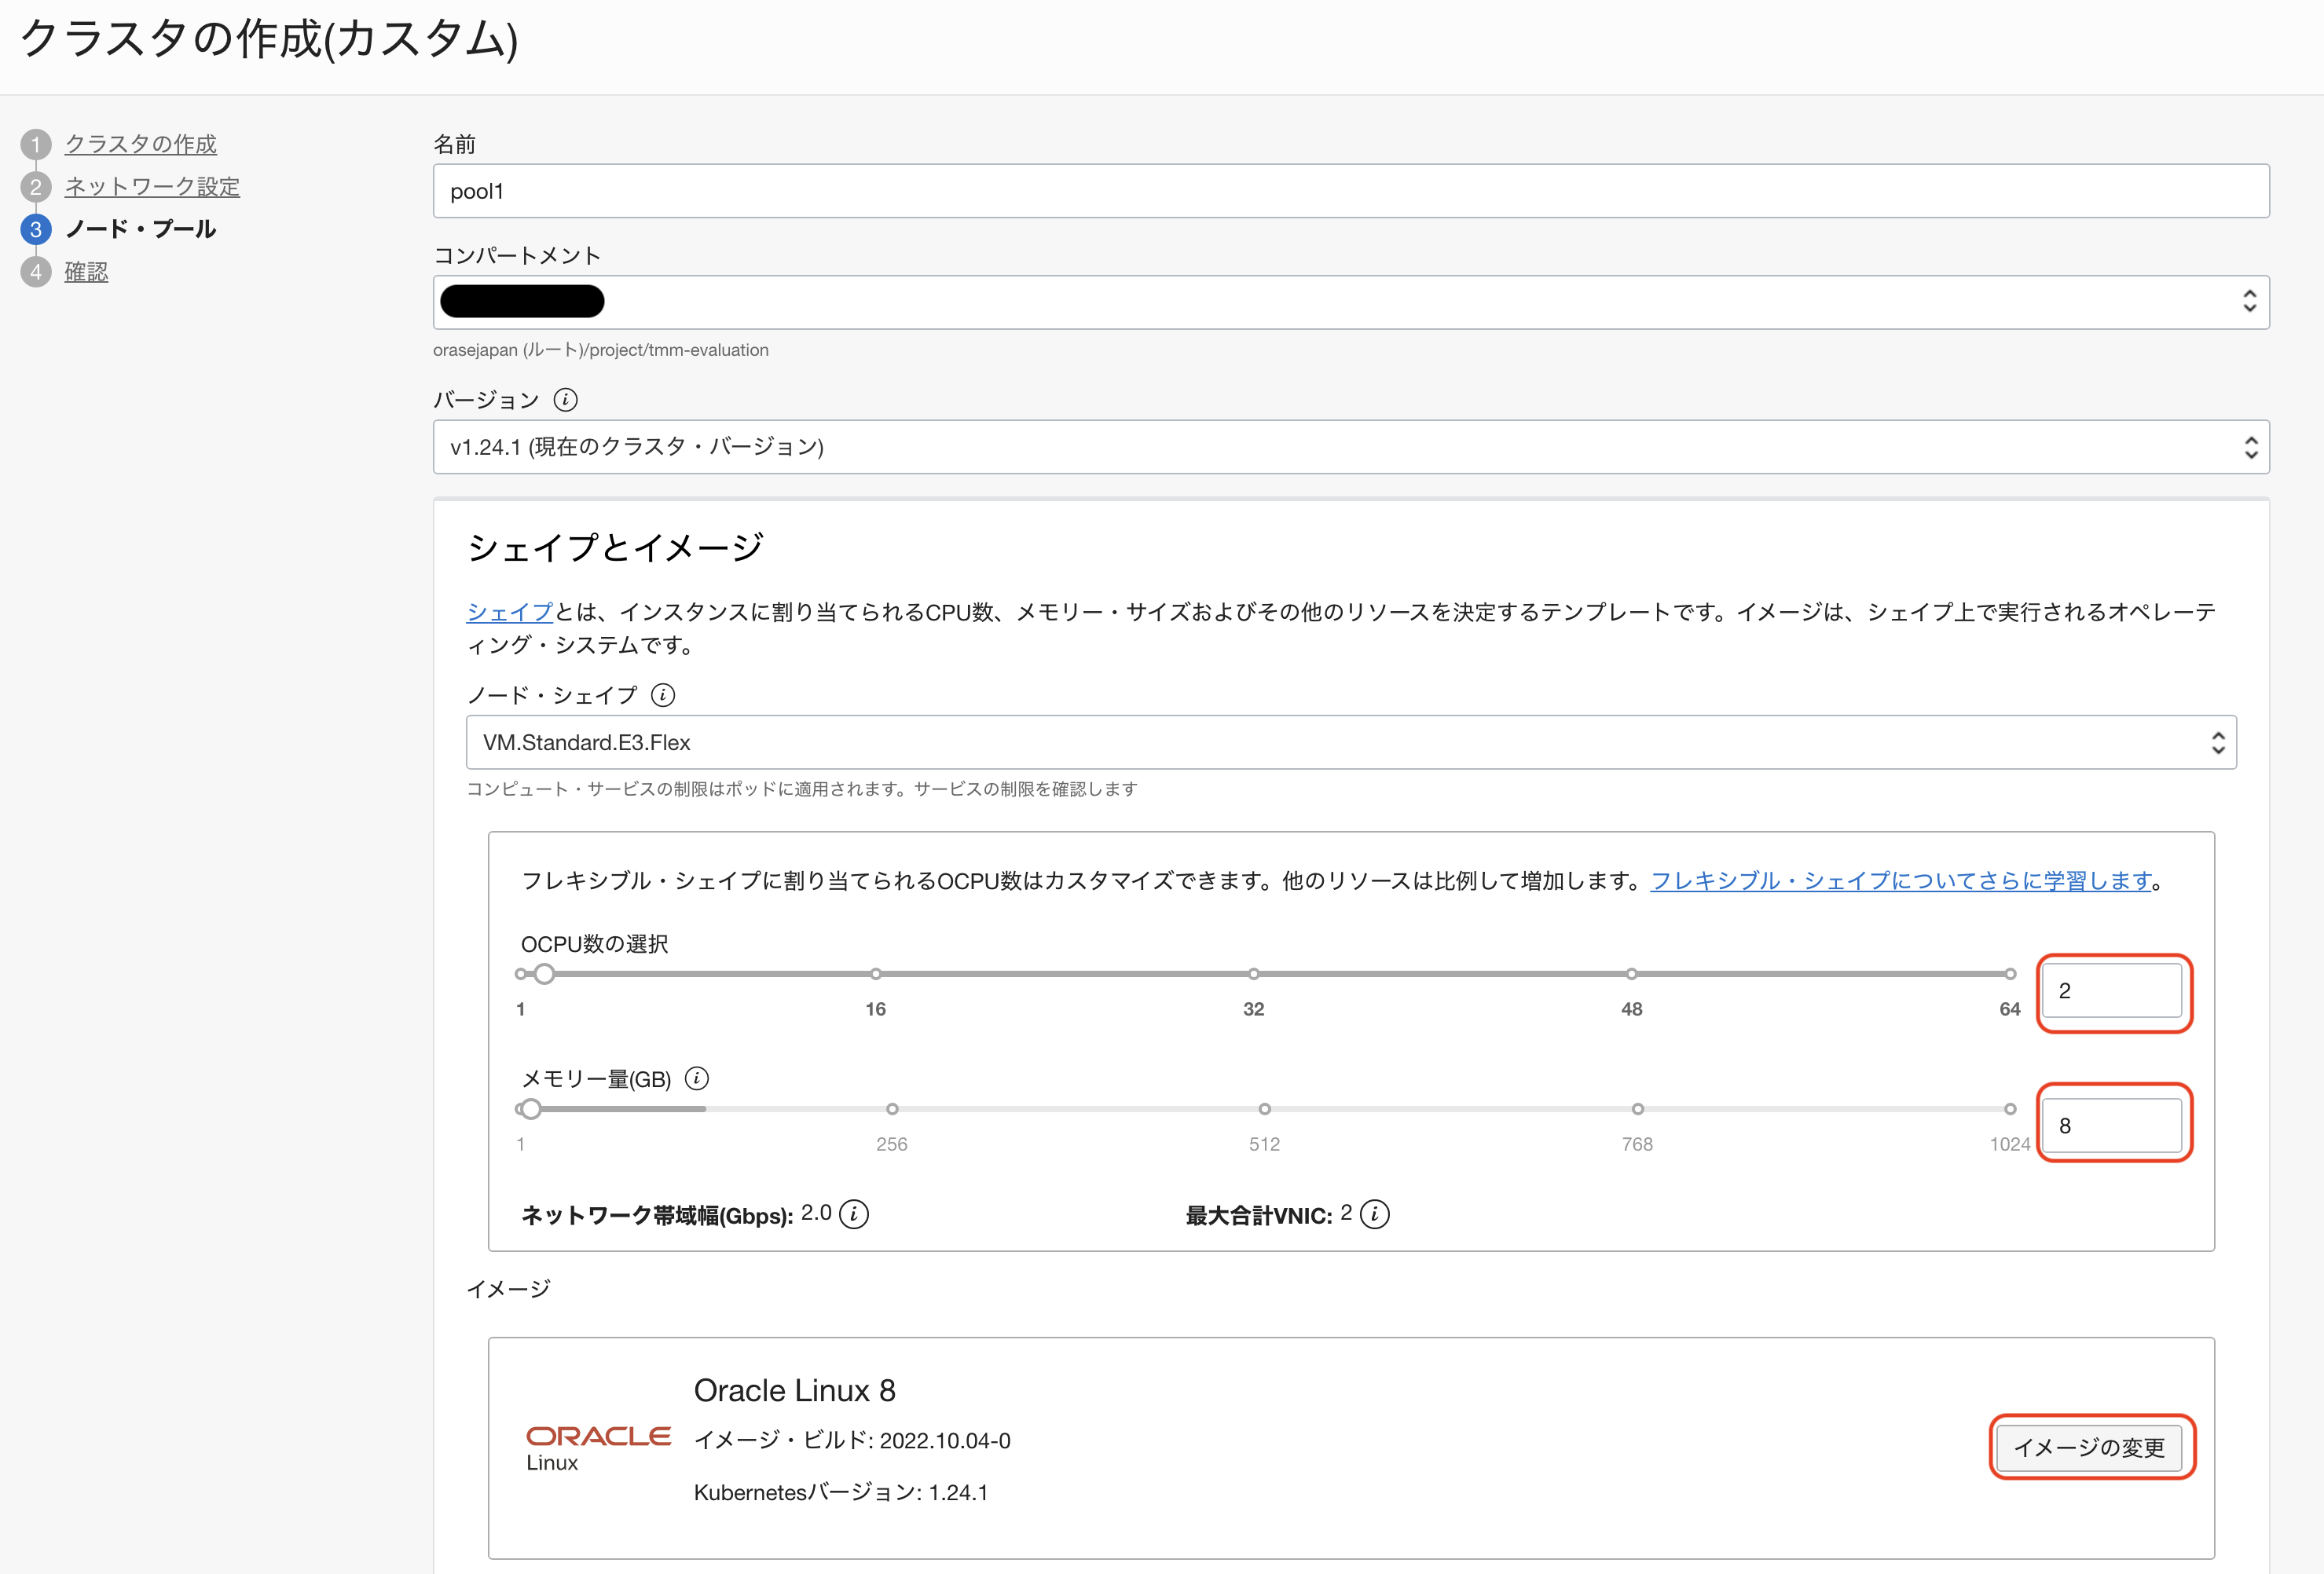 クラスタの作成(カスタム)
1 クラスタの作成
2 ネットワーク設定
3 ノード・プール
4 確認
名前
pool1
コンパートメント
orasejapan (ルート)/project/tmm-evaluation
バージョン i
v1.24.1 (現在のクラスタ・バージョン)
シェイプとイメージ
シェイプとは、インスタンスに割り当てられるCPU数、メモリー・サイズおよびその他のリソースを決定するテンプレートです。イメージは、シェイプ上で実行されるオペレーテ
ィング・システムです。
ノード・シェイプ i
VM.Standard.E3.Flex
コンピュート・サービスの制限はポッドに適用されます。サービスの制限を確認します
フレキシブル・シェイプに割り当てられるOCPU数はカスタマイズできます。他のリソースは比例して増加します。フレキシブル・シェイプについてさらに学習します。
OCPU数の選択
1 16 32 48 64
2
メモリー量(GB) i
1 256 512 768 1024
8
ネットワーク帯域幅(Gbps): 2.0 i 最大合計VNIC: 2 i
イメージ
ORACLE
Linux
Oracle Linux 8
イメージ・ビルド: 2022.10.04-0
Kubernetesバージョン: 1.24.1
イメージの変更